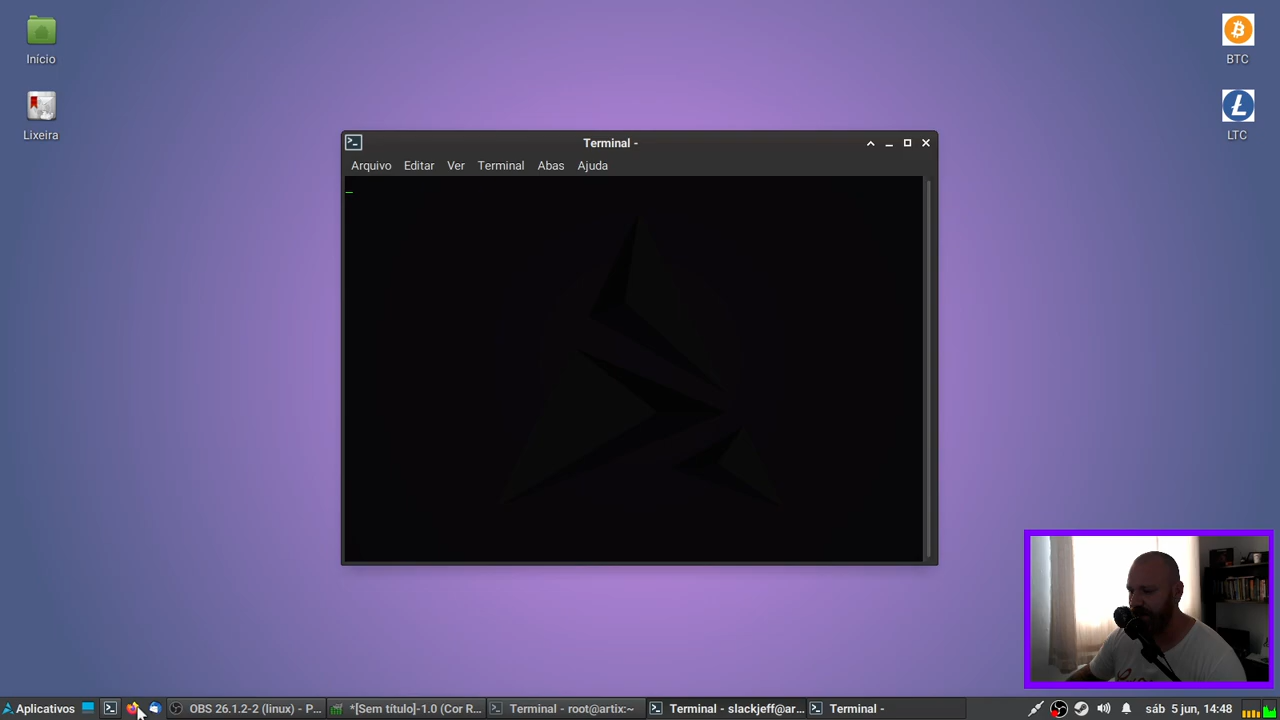 Início
BTC
Lixeira
LTC
Terminal -
Arquivo Editar Ver Terminal Abas Ajuda
Aplicativos
OBS 26.1.2-2 (linux) - P...
*[Sem título]-1.0 (Cor R...
Terminal - root@artix:~
Terminal - slackjeff@ar...
Terminal -
sáb 5 jun, 14:48